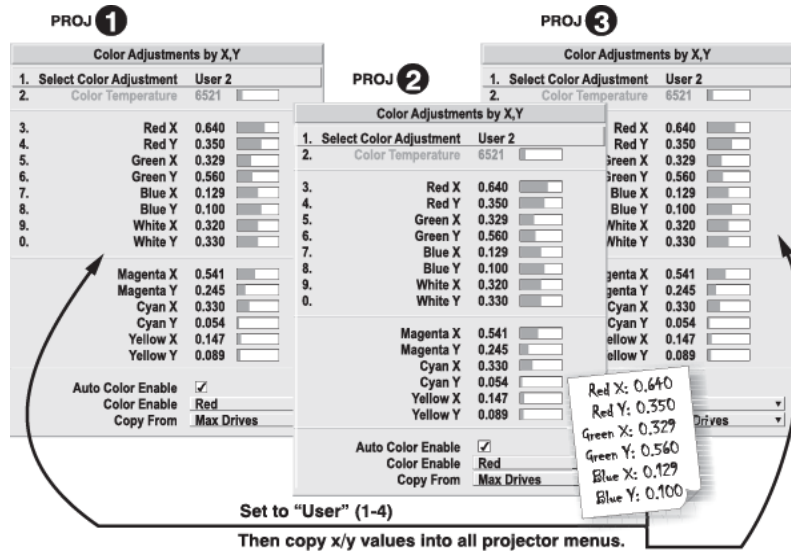 PROJ 1
Color Adjustments by X,Y
1. Select Color Adjustment User 2
2. Color Temperature 6521
3. Red X 0.640
4. Red Y 0.350
5. Green X 0.329
6. Green Y 0.560
7. Blue X 0.129
8. Blue Y 0.100
9. White X 0.320
0. White Y 0.330
Magenta X 0.541
Magenta Y 0.245
Cyan X 0.330
Cyan Y 0.054
Yellow X 0.147
Yellow Y 0.089
Auto Color Enable
Color Enable Red
Copy From Max Drives
PROJ 2
Color Adjustments by X,Y
1. Select Color Adjustment User 2
2. Color Temperature 6521
3. Red X 0.640
4. Red Y 0.350
5. Green X 0.329
6. Green Y 0.560
7. Blue X 0.129
8. Blue Y 0.100
9. White X 0.320
0. White Y 0.330
Magenta X 0.541
Magenta Y 0.245
Cyan X 0.330
Cyan Y 0.054
Yellow X 0.147
Yellow Y 0.089
Auto Color Enable
Color Enable Red
Copy From Max Drives
PROJ 3
Color Adjustments by X,Y
1. Select Color Adjustment User 2
2. Color Temperature 6521
Red X 0.640
Red Y 0.350
Green X 0.329
Green Y 0.560
Blue X 0.129
Blue Y 0.100
White X 0.320
White Y 0.330
genta X 0.541
genta Y 0.245
Cyan X 0.330
Cyan Y 0.054
ellow X 0.147
ellow Y 0.089
Drives
Red X: 0.640
Red Y: 0.350
Green X: 0.329
Green Y: 0.560
Blue X: 0.129
Blue Y: 0.100
Set to “User” (1-4)
Then copy x/y values into all projector menus.